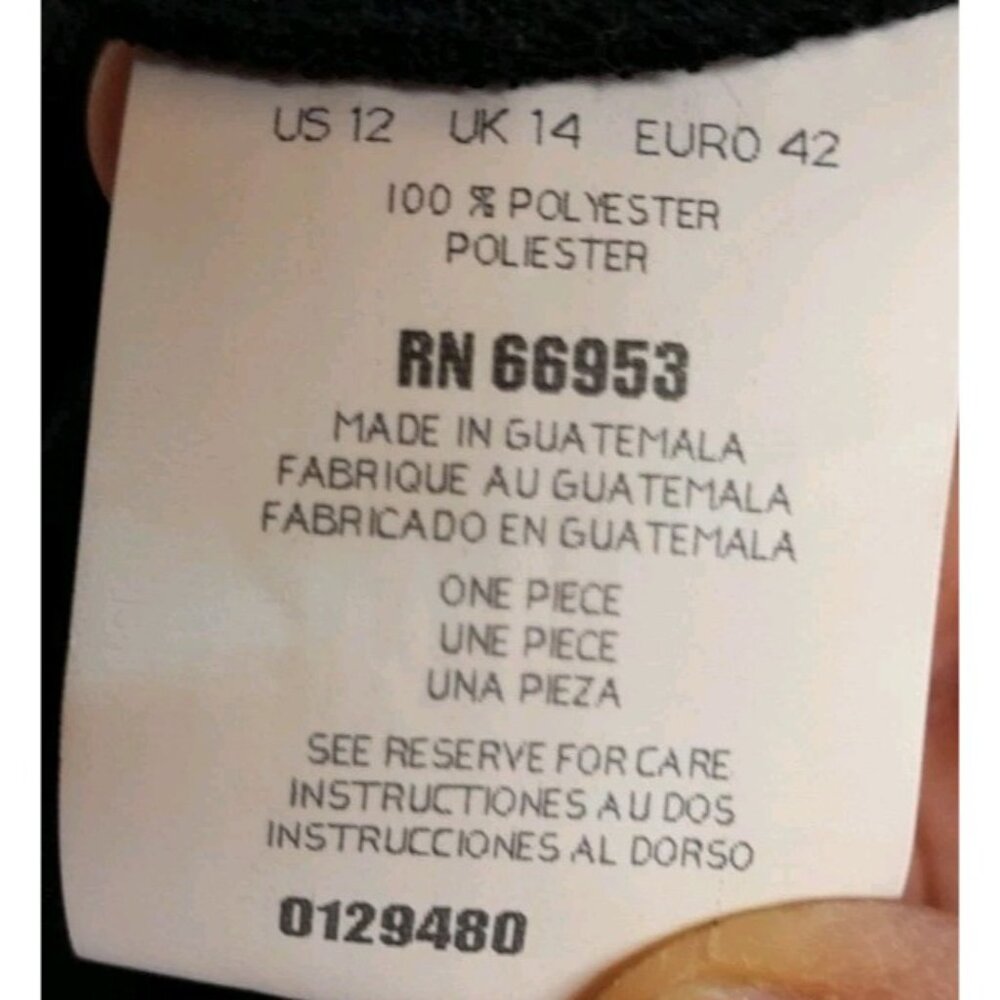 US 12 UK 14 EURO 42
100 % POLYESTER
POLIESTER
RN 66953
MADE IN GUATEMALA
FABRIQUE AU GUATEMALA
FABRICADO EN GUATEMALA
ONE PIECE
UNE PIECE
UNA PIEZA
SEE RESERVE FOR CARE
INSTRUCTIONES AU DOS
INSTRUCCIONES AL DORSO
0129480